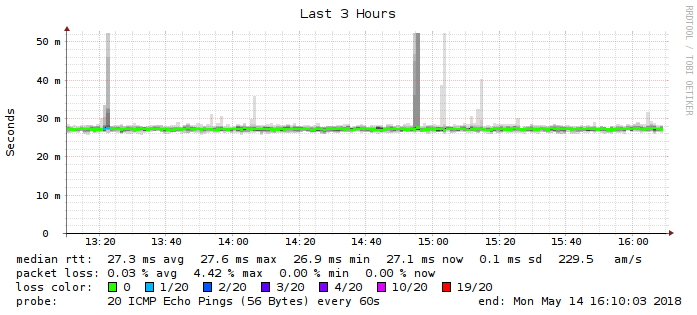 Last 3 Hours
RRDTOOL / TOBI OETIKER
Seconds
50 m
40 m
30 m
20 m
10 m
0
13:20 13:40 14:00 14:20 14:40 15:00 15:20 15:40 16:00
median rtt: 27.3 ms avg 27.6 ms max 26.9 ms min 27.1 ms now 0.1 ms sd 229.5 am/s
packet loss: 0.03 % avg 4.42 % max 0.00 % min 0.00 % now
loss color: 0 1/20 2/20 3/20 4/20 10/20 19/20
probe: 20 ICMP Echo Pings (56 Bytes) every 60s end: Mon May 14 16:10:03 2018